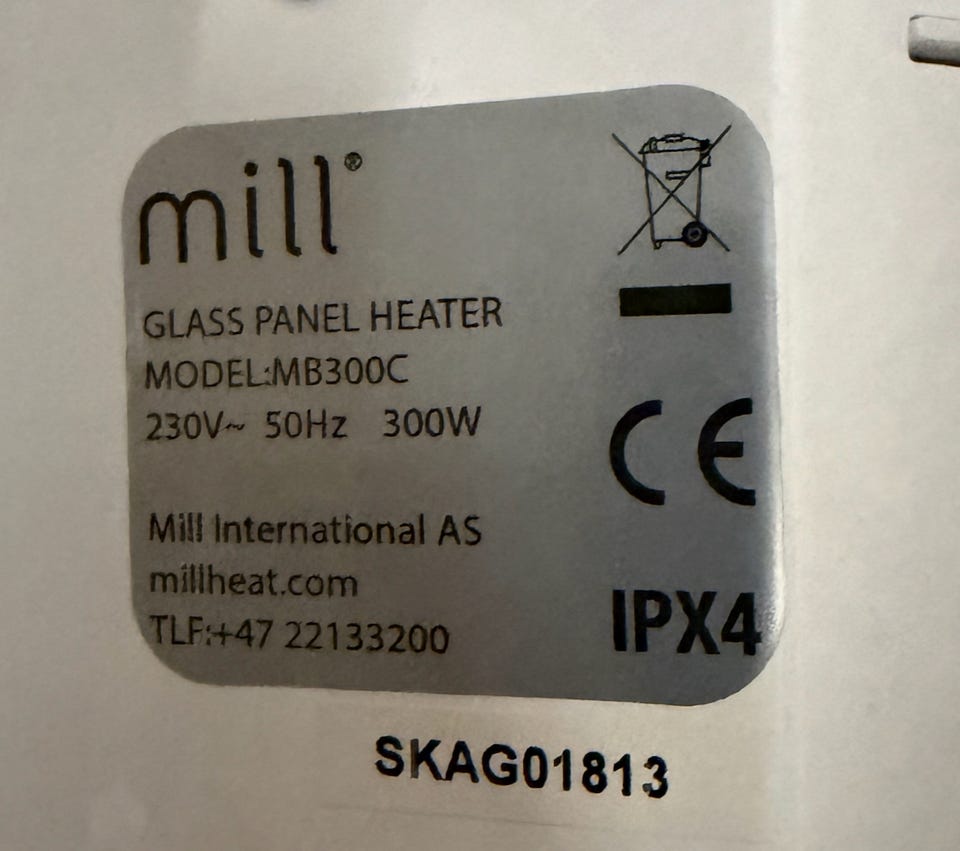 mill®
GLASS PANEL HEATER
MODEL:MB300C
230V~ 50Hz 300W
Mill International AS
millheat.com
TLF:+47 22133200
CE
IPX4
SKAG01813